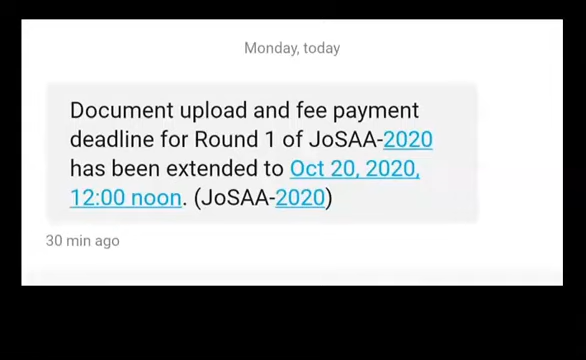 Monday, today
Document upload and fee payment
deadline for Round 1 of JoSAA-2020
has been extended to Oct 20, 2020,
12:00 noon. (JoSAA-2020)
30 min ago